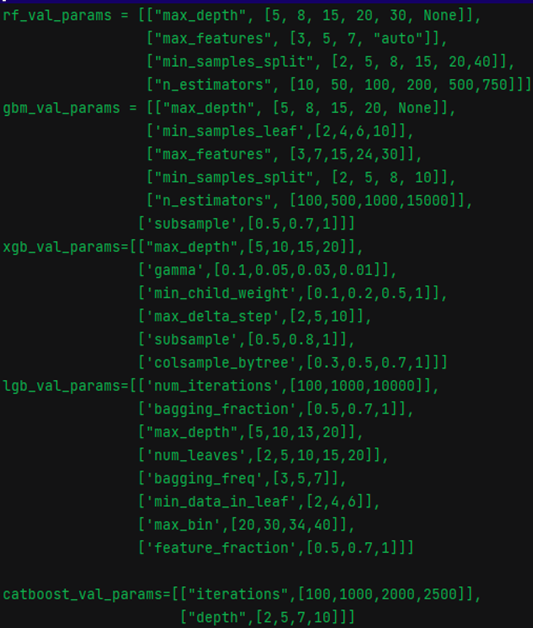 rf_val_params = [["max_depth", [5, 8, 15, 20, 30, None]],
["max_features", [3, 5, 7, "auto"]],
["min_samples_split", [2, 5, 8, 15, 20,40]],
["n_estimators", [10, 50, 100, 200, 500,750]]]
gbm_val_params = [["max_depth", [5, 8, 15, 20, None]],
['min_samples_leaf',[2,4,6,10]],
["max_features", [3,7,15,24,30]],
["min_samples_split", [2, 5, 8, 10]],
["n_estimators", [100,500,1000,15000]],
['subsample',[0.5,0.7,1]]]
xgb_val_params=[["max_depth",[5,10,15,20]],
['gamma',[0.1,0.05,0.03,0.01]],
['min_child_weight',[0.1,0.2,0.5,1]],
['max_delta_step',[2,5,10]],
['subsample',[0.5,0.8,1]],
['colsample_bytree',[0.3,0.5,0.7,1]]]
lgb_val_params=[['num_iterations',[100,1000,10000]],
['bagging_fraction',[0.5,0.7,1]],
["max_depth",[5,10,13,20]],
['num_leaves',[2,5,10,15,20]],
['bagging_freq',[3,5,7]],
['min_data_in_leaf',[2,4,6]],
['max_bin',[20,30,34,40]],
['feature_fraction',[0.5,0.7,1]]]
catboost_val_params=[["iterations",[100,1000,2000,2500]],
["depth",[2,5,7,10]]]